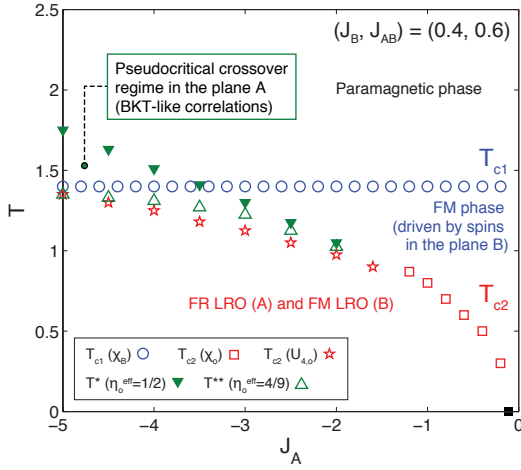 (J_B, J_AB) = (0.4, 0.6)
Pseudocritical crossover
regime in the plane A
(BKT-like correlations)
Paramagnetic phase
T_c1
FM phase
(driven by spins
in the plane B)
T_c2
FR LRO (A) and FM LRO (B)
T_c1 (χ_B) ○ T_c2 (χ_o) □ T_c2 (U_4,o) ☆
T* (η_o^eff=1/2) ▼ T** (η_o^eff=4/9) △
2.5
2
1.5
1
0.5
0
T
-5 -4 -3 -2 -1 0
J_A